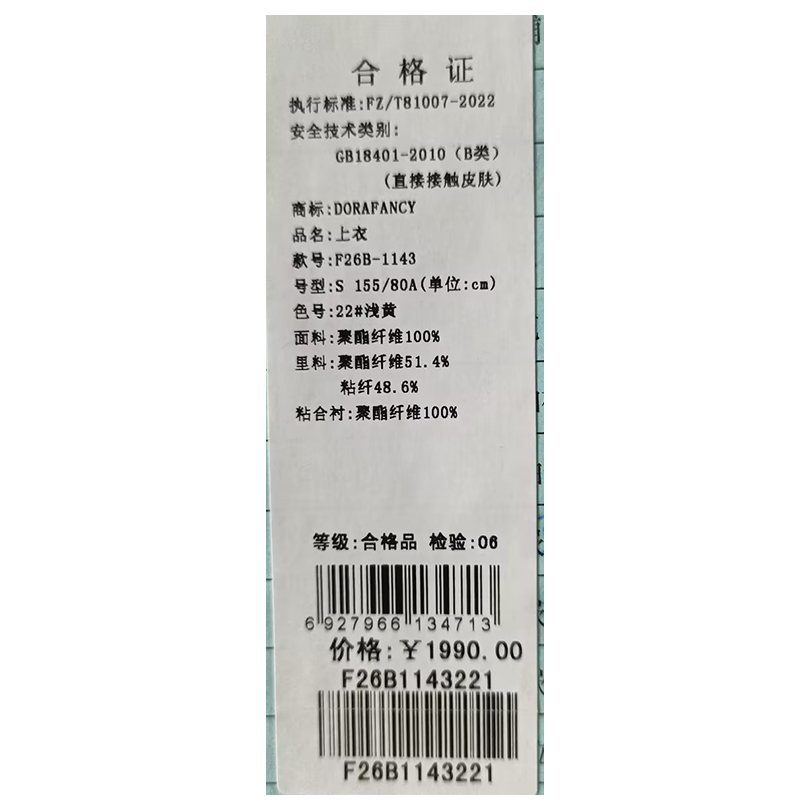 合格证
执行标准:FZ/T81007-2022
安全技术类别:
GB18401-2010（B类）
(直接接触皮肤)
商标:DORAFANCY
品名:上衣
款号:F26B-1143
号型:S 155/80A(单位:cm)
色号:22#浅黄
面料:聚酯纤维100%
里料:聚酯纤维51.4%
粘纤48.6%
粘合衬:聚酯纤维100%
等级:合格品 检验:06
6 927966 134713
价格:￥1990.00
F26B1143221
F26B1143221